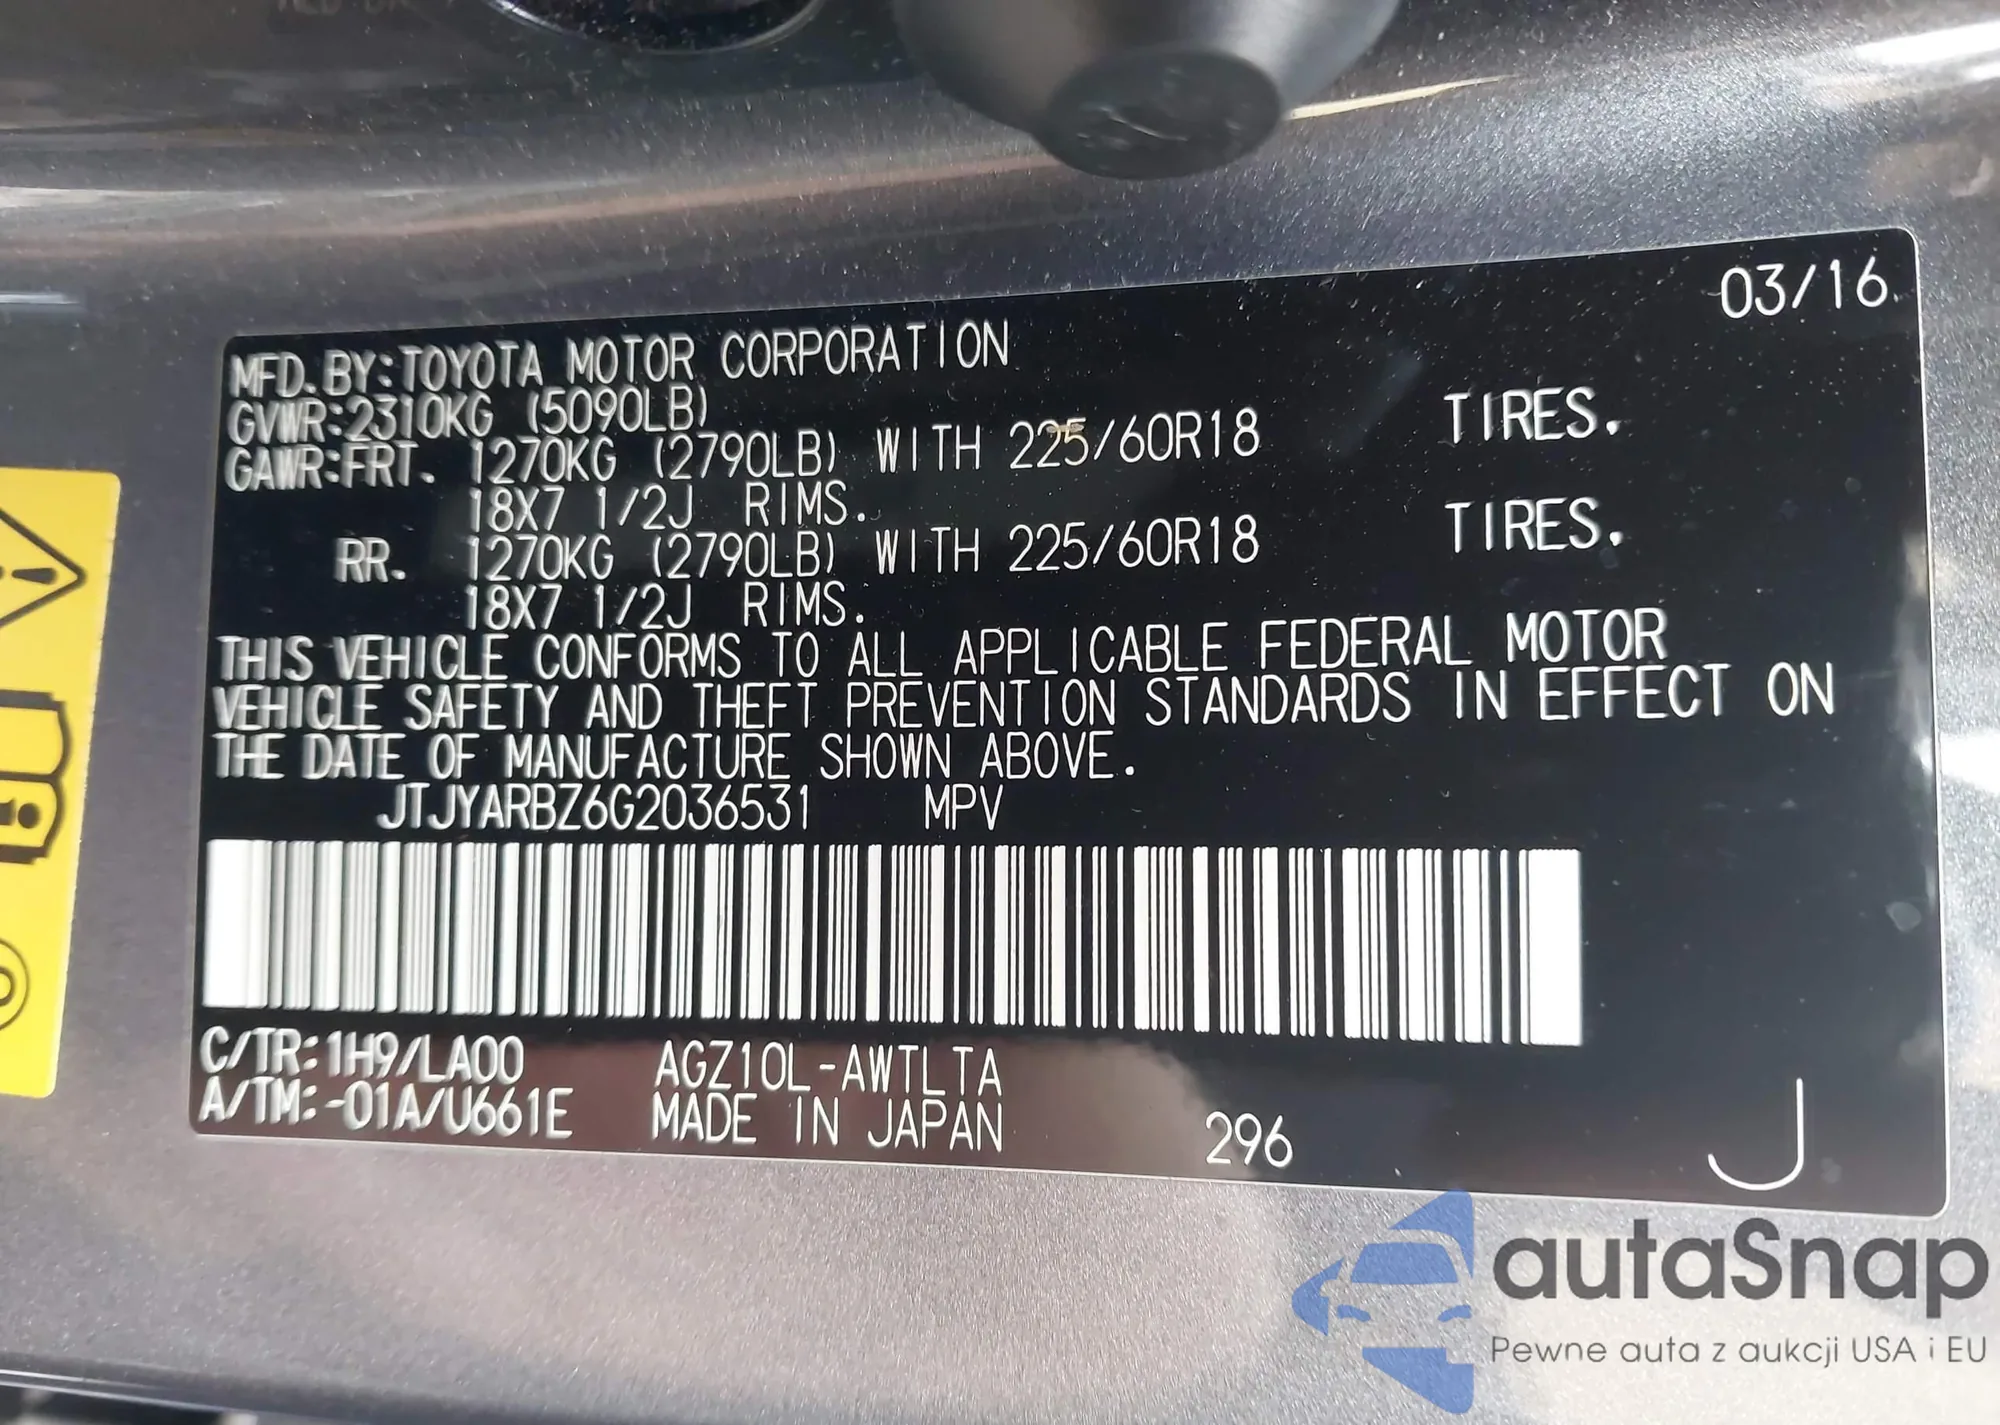 03/16
MFD.BY:TOYOTA MOTOR CORPORATION
GVWR:2310KG (5090LB)
GAWR:FRT. 1270KG (2790LB) WITH 225/60R18 TIRES.
18X7 1/2J RIMS.
RR. 1270KG (2790LB) WITH 225/60R18 TIRES.
18X7 1/2J RIMS.
THIS VEHICLE CONFORMS TO ALL APPLICABLE FEDERAL MOTOR
VEHICLE SAFETY AND THEFT PREVENTION STANDARDS IN EFFECT ON
THE DATE OF MANUFACTURE SHOWN ABOVE.
JTJYARBZ6G2036531 MPV
C/TR:1H9/LA00 AGZ10L-AWTLTA
A/TM:-01A/U661E MADE IN JAPAN 296 J
autaSnap
Pewne auta z aukcji USA i EU